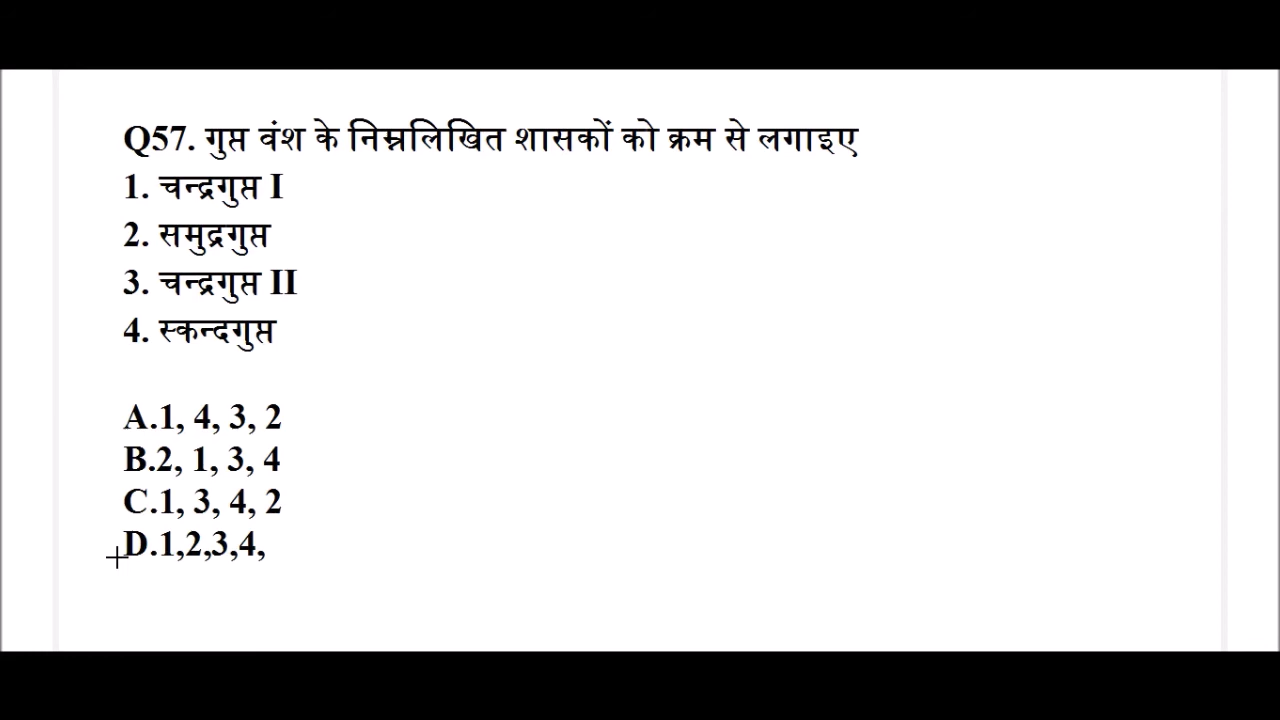 Q57. गुप्त वंश के निम्नलिखित शासकों को क्रम से लगाइए
1. चन्द्रगुप्त I
2. समुद्रगुप्त
3. चन्द्रगुप्त II
4. स्कन्दगुप्त
A.1, 4, 3, 2
B.2, 1, 3, 4
C.1, 3, 4, 2
D.1,2,3,4,